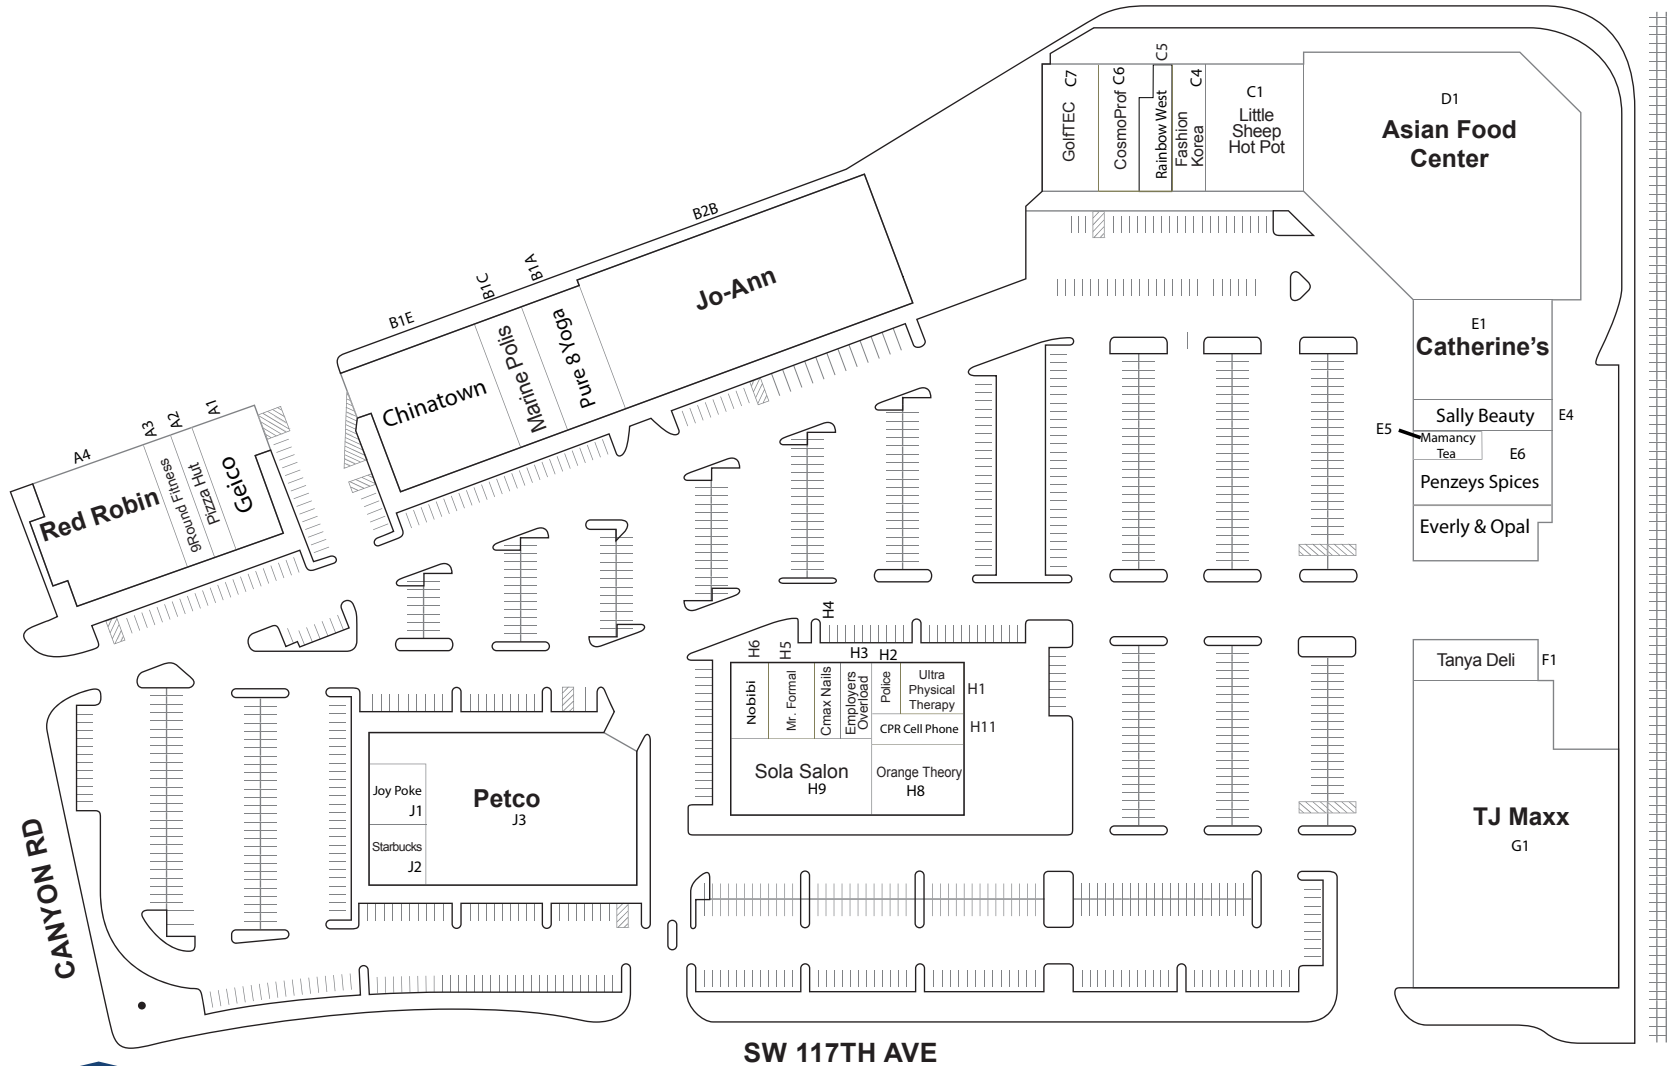 C7
GolfTEC
C6
CosmoProf
C5
Rainbow West
C4
Fashion
Korea
C1
Little
Sheep
Hot Pot
D1
Asian Food
Center
B2B
Jo-Ann
B1A
Pure 8 Yoga
B1C
Marine Polis
B1E
Chinatown
A1
Geico
A2
Pizza Hut
A3
9Round Fitness
A4
Red Robin
E1
Catherine's
Sally Beauty
E4
E5
Mamancy
Tea
E6
Penzeys Spices
Everly & Opal
Tanya Deli
F1
TJ Maxx
G1
H6
Nobibi
H5
Mr. Formal
H4
Cmax Nails
H3
Employers
Overload
H2
Police
Ultra
Physical
Therapy
H1
CPR Cell Phone
H11
Sola Salon
H9
Orange Theory
H8
Joy Poke
J1
Starbucks
J2
Petco
J3
CANYON RD
SW 117TH AVE